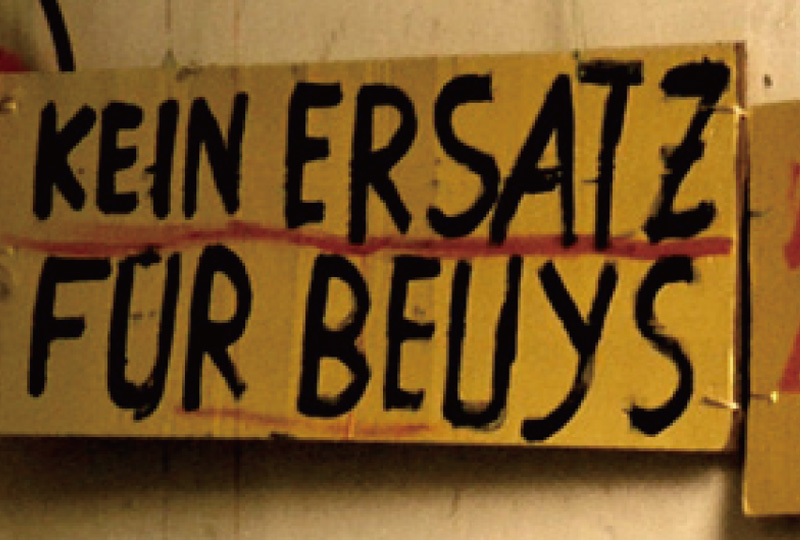 KEIN ERSATZ
FÜR BEUYS